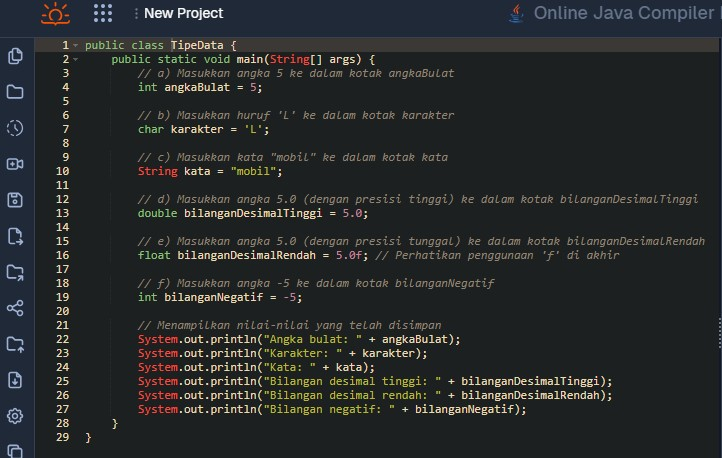 New Project
Online Java Compiler
1 public class TipeData {
2 public static void main(String[] args) {
3 // a) Masukkan angka 5 ke dalam kotak angkaBulat
4 int angkaBulat = 5;
5
6 // b) Masukkan huruf 'L' ke dalam kotak karakter
7 char karakter = 'L';
8
9 // c) Masukkan kata "mobil" ke dalam kotak kata
10 String kata = "mobil";
11
12 // d) Masukkan angka 5.0 (dengan presisi tinggi) ke dalam kotak bilanganDesimalTinggi
13 double bilanganDesimalTinggi = 5.0;
14
15 // e) Masukkan angka 5.0 (dengan presisi tunggal) ke dalam kotak bilanganDesimalRendah
16 float bilanganDesimalRendah = 5.0f; // Perhatikan penggunaan 'f' di akhir
17
18 // f) Masukkan angka -5 ke dalam kotak bilanganNegatif
19 int bilanganNegatif = -5;
20
21 // Menampilkan nilai-nilai yang telah disimpan
22 System.out.println("Angka bulat: " + angkaBulat);
23 System.out.println("Karakter: " + karakter);
24 System.out.println("Kata: " + kata);
25 System.out.println("Bilangan desimal tinggi: " + bilanganDesimalTinggi);
26 System.out.println("Bilangan desimal rendah: " + bilanganDesimalRendah);
27 System.out.println("Bilangan negatif: " + bilanganNegatif);
28 }
29 }